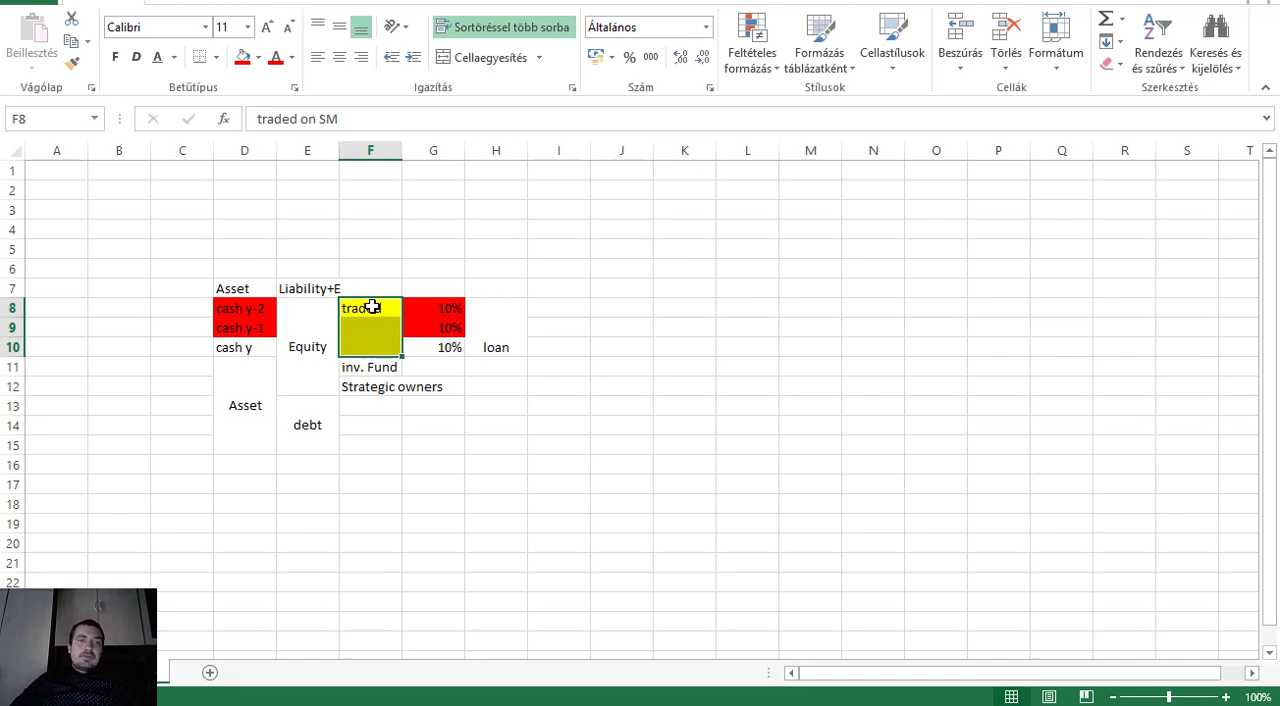 Calibri 11 Sortöréssel több sorba Általános
Beillesztés F D A A Cellaegyesítés % 000 Feltételes formázás Formázás táblázatként Cellastílusok Beszúrás Törlés Formátum Rendezés és szűrés Keresés és kijelölés
Vágólap Betűtípus Igazítás Szám Stílusok Cellák Szerkesztés
F8 fx traded on SM
A B C D E F G H I J K L M N O P Q R S T
1
2
3
4
5
6
7 Asset Liability+E
8 cash y-2 10%
9 cash y-1 10%
10 cash y Equity 10% loan
11 inv. Fund
12 Strategic owners
13 Asset
14 debt
15
16
17
18
19
20
21
22
100%